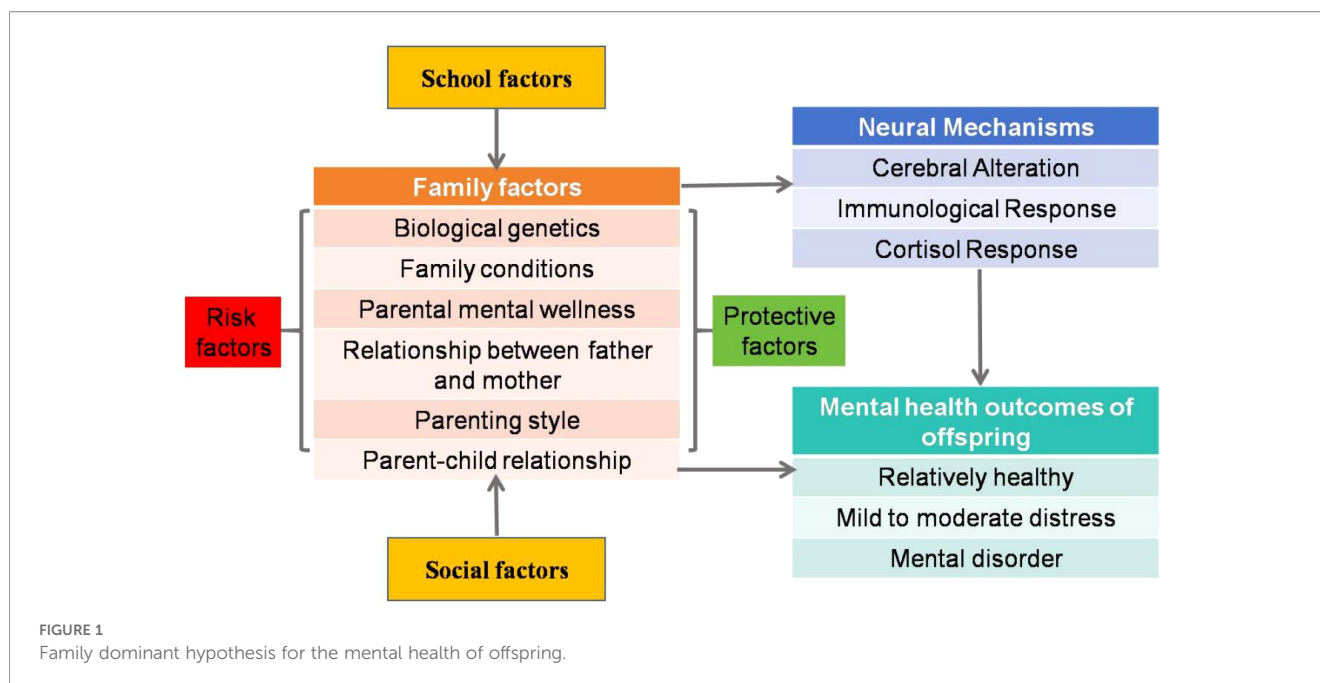 School factors
Family factors
Biological genetics
Family conditions
Parental mental wellness
Relationship between father
and mother
Parenting style
Parent-child relationship
Risk
factors
Protective
factors
Social factors
Neural Mechanisms
Cerebral Alteration
Immunological Response
Cortisol Response
Mental health outcomes of
offspring
Relatively healthy
Mild to moderate distress
Mental disorder
FIGURE 1
Family dominant hypothesis for the mental health of offspring.